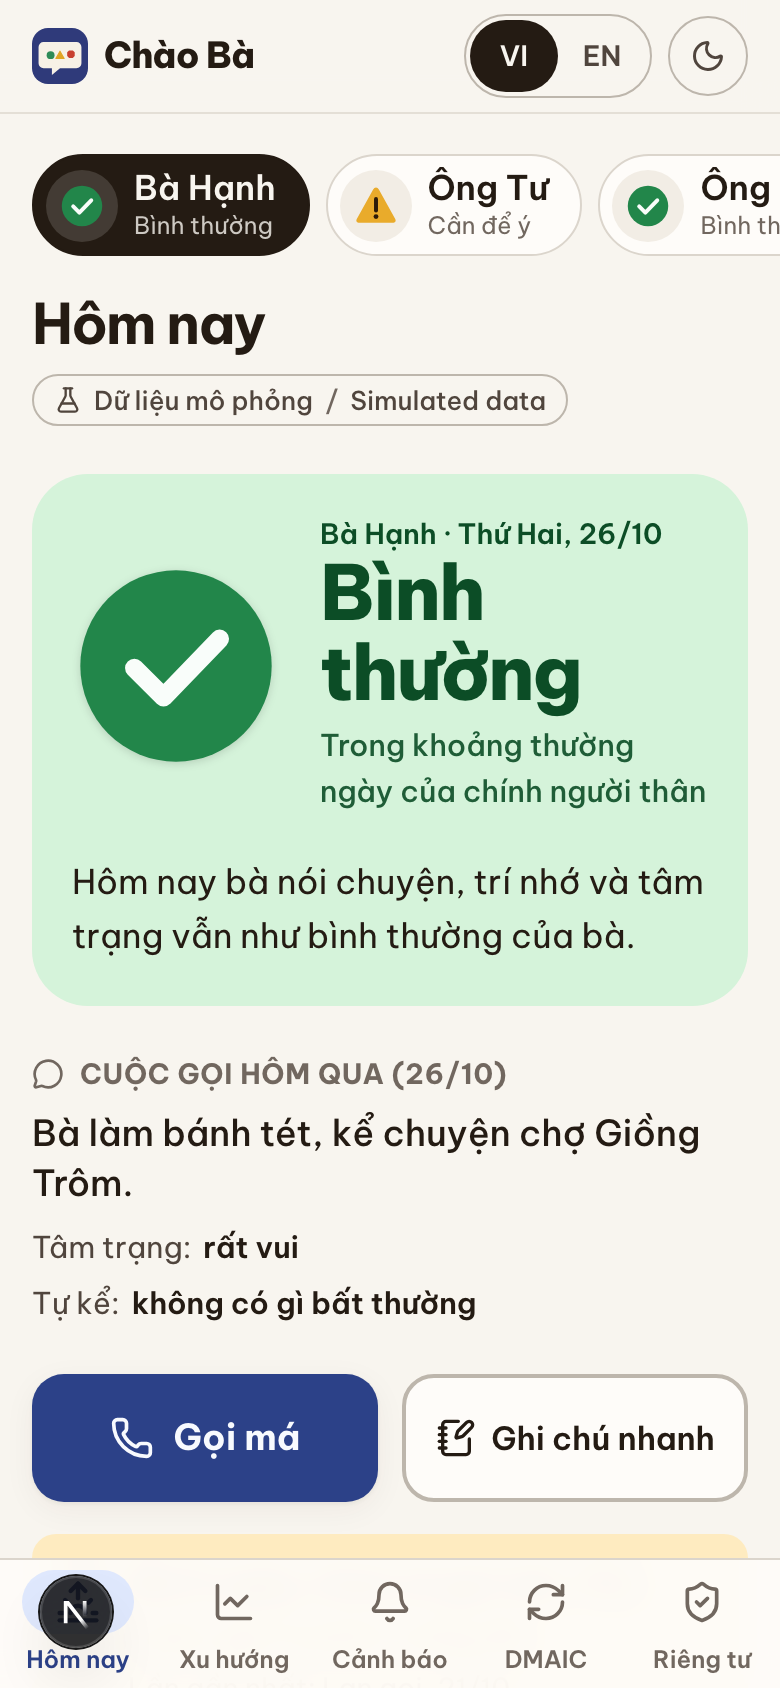 Chào Bà
VI EN
Bà Hạnh
Bình thường
Ông Tư
Cần để ý
Ông
Bình th
Hôm nay
Dữ liệu mô phỏng / Simulated data
Bà Hạnh · Thứ Hai, 26/10
Bình
thường
Trong khoảng thường
ngày của chính người thân
Hôm nay bà nói chuyện, trí nhớ và tâm
trạng vẫn như bình thường của bà.
CUỘC GỌI HÔM QUA (26/10)
Bà làm bánh tét, kể chuyện chợ Giồng
Trôm.
Tâm trạng: rất vui
Tự kể: không có gì bất thường
Gọi má
Ghi chú nhanh
N
Hôm nay
Xu hướng
Cảnh báo
DMAIC
Riêng tư